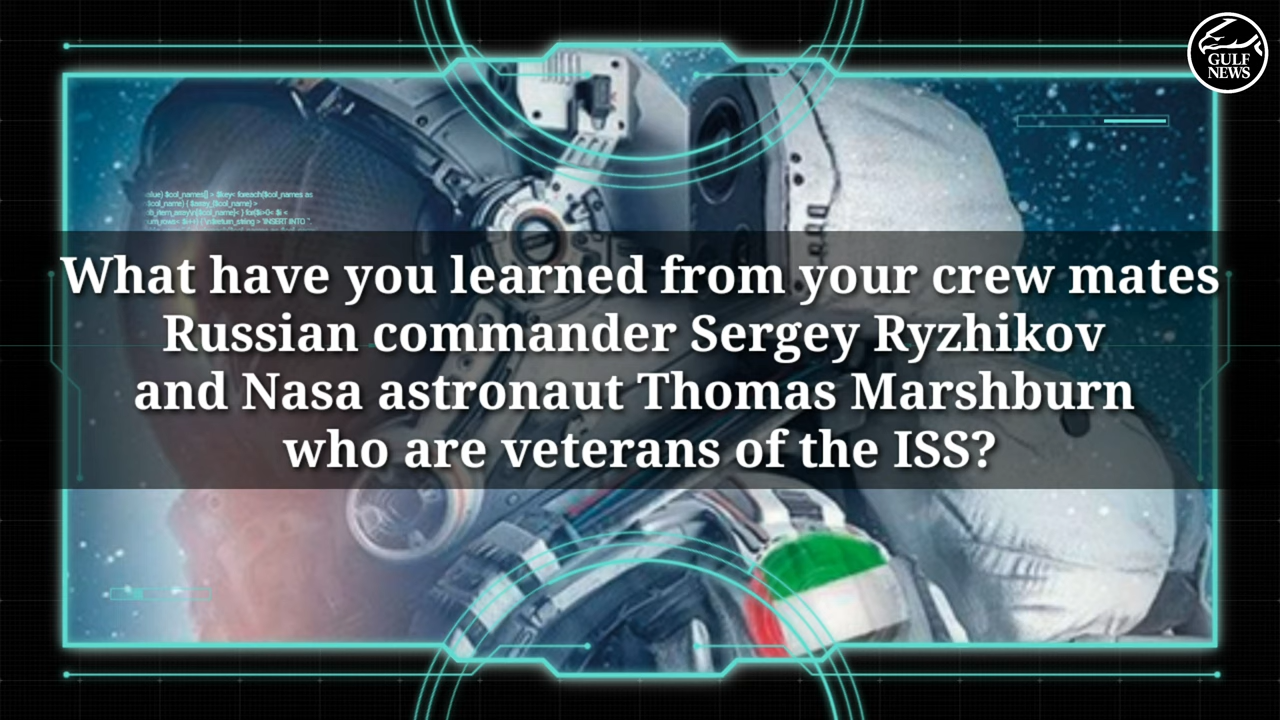 GULF
NEWS
What have you learned from your crew mates
Russian commander Sergey Ryzhikov
and Nasa astronaut Thomas Marshburn
who are veterans of the ISS?